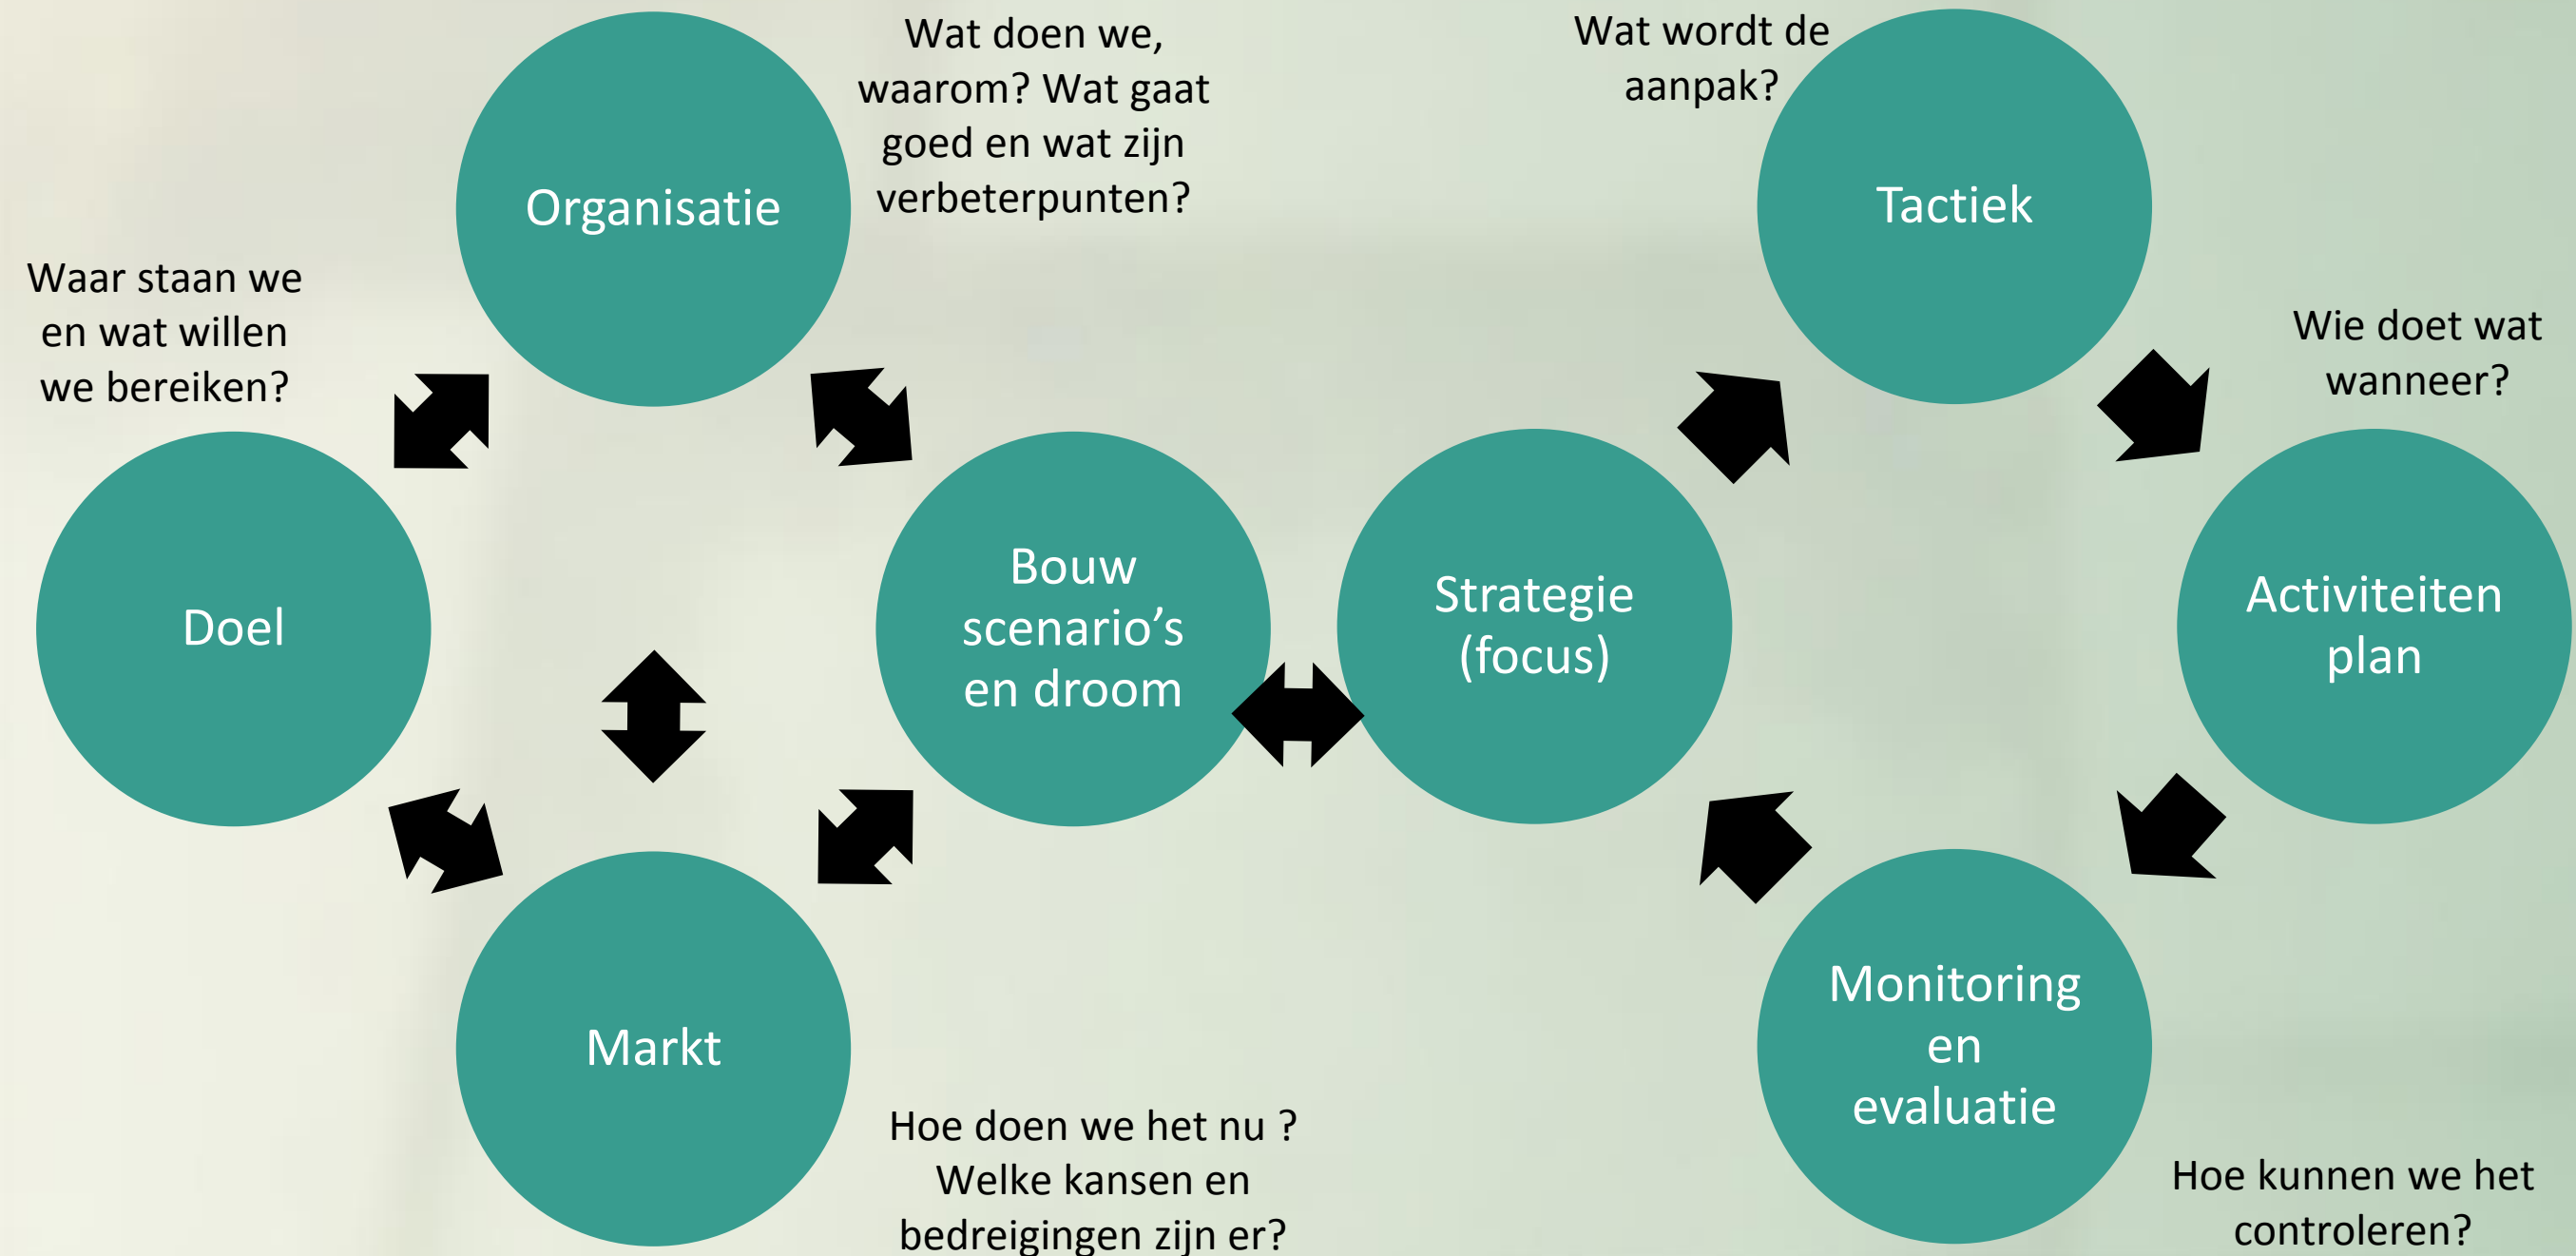 Wat doen we,
waarom? Wat gaat
goed en wat zijn
verbeterpunten?
Wat wordt de
aanpak?
Organisatie
Tactiek
Waar staan we
en wat willen
we bereiken?
Wie doet wat
wanneer?
Doel
Bouw
scenario’s
en droom
Strategie
(focus)
Activiteiten
plan
Markt
Monitoring
en
evaluatie
Hoe doen we het nu ?
Welke kansen en
bedreigingen zijn er?
Hoe kunnen we het
controleren?